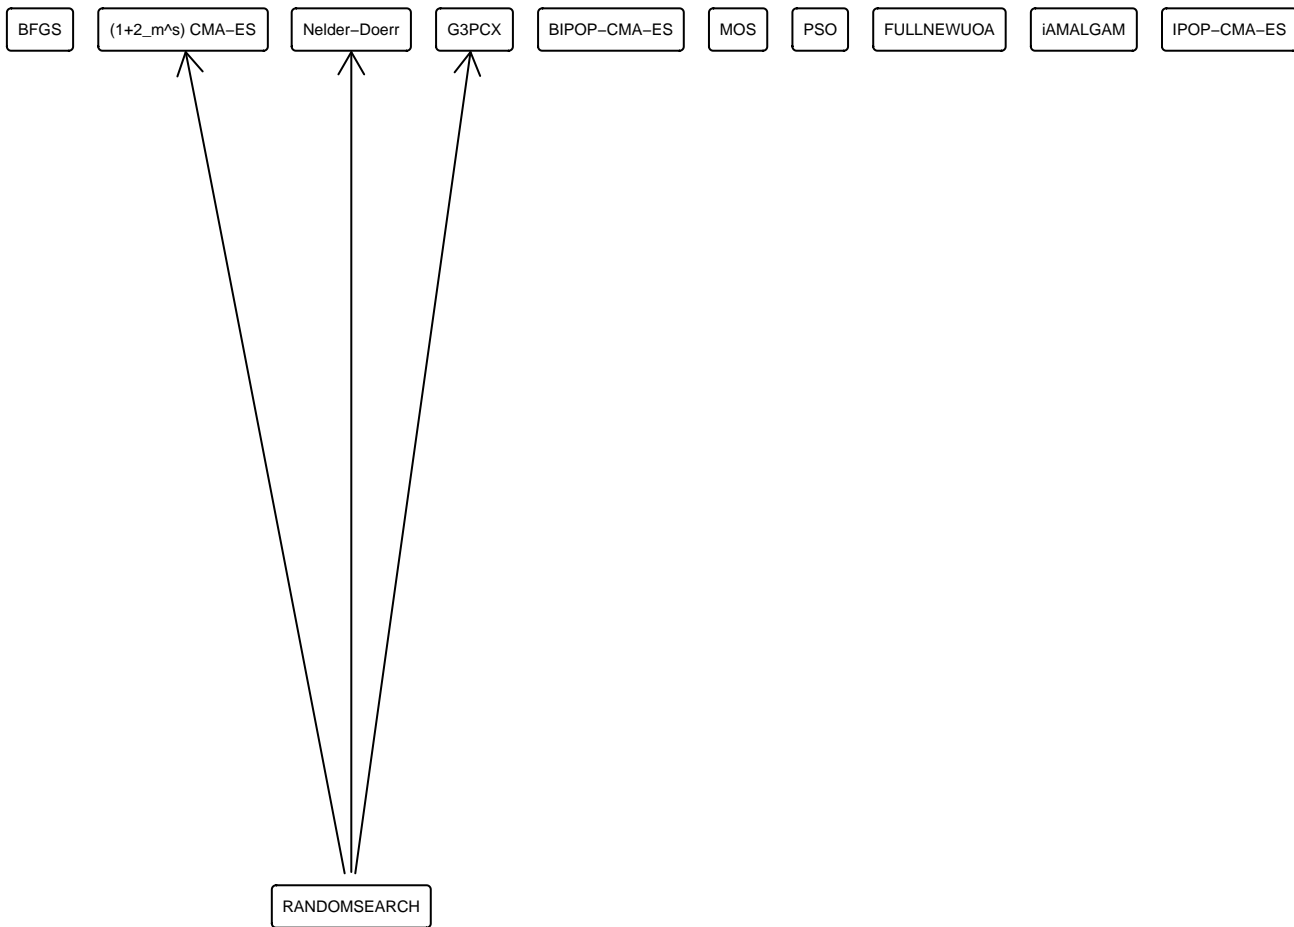 BFGS
(1+2_m^s) CMA−ES
Nelder−Doerr
G3PCX
BIPOP−CMA−ES
MOS
PSO
FULLNEWUOA
iAMALGAM
IPOP−CMA−ES
RANDOMSEARCH